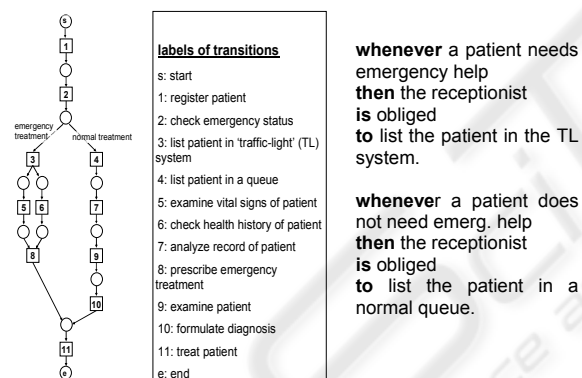 s
1
2
emergency
treatment
normal treatment
3
4
5
6
7
8
9
10
11
e
labels of transitions
s: start
1: register patient
2: check emergency status
3: list patient in ‘traffic-light’ (TL)
system
4: list patient in a queue
5: examine vital signs of patient
6: check health history of patient
7: analyze record of patient
8: prescribe emergency
treatment
9: examine patient
10: formulate diagnosis
11: treat patient
e: end
whenever a patient needs
emergency help
then the receptionist
is obliged
to list the patient in the TL
system.
whenever a patient does
not need emerg. help
then the receptionist
is obliged
to list the patient in a
normal queue.